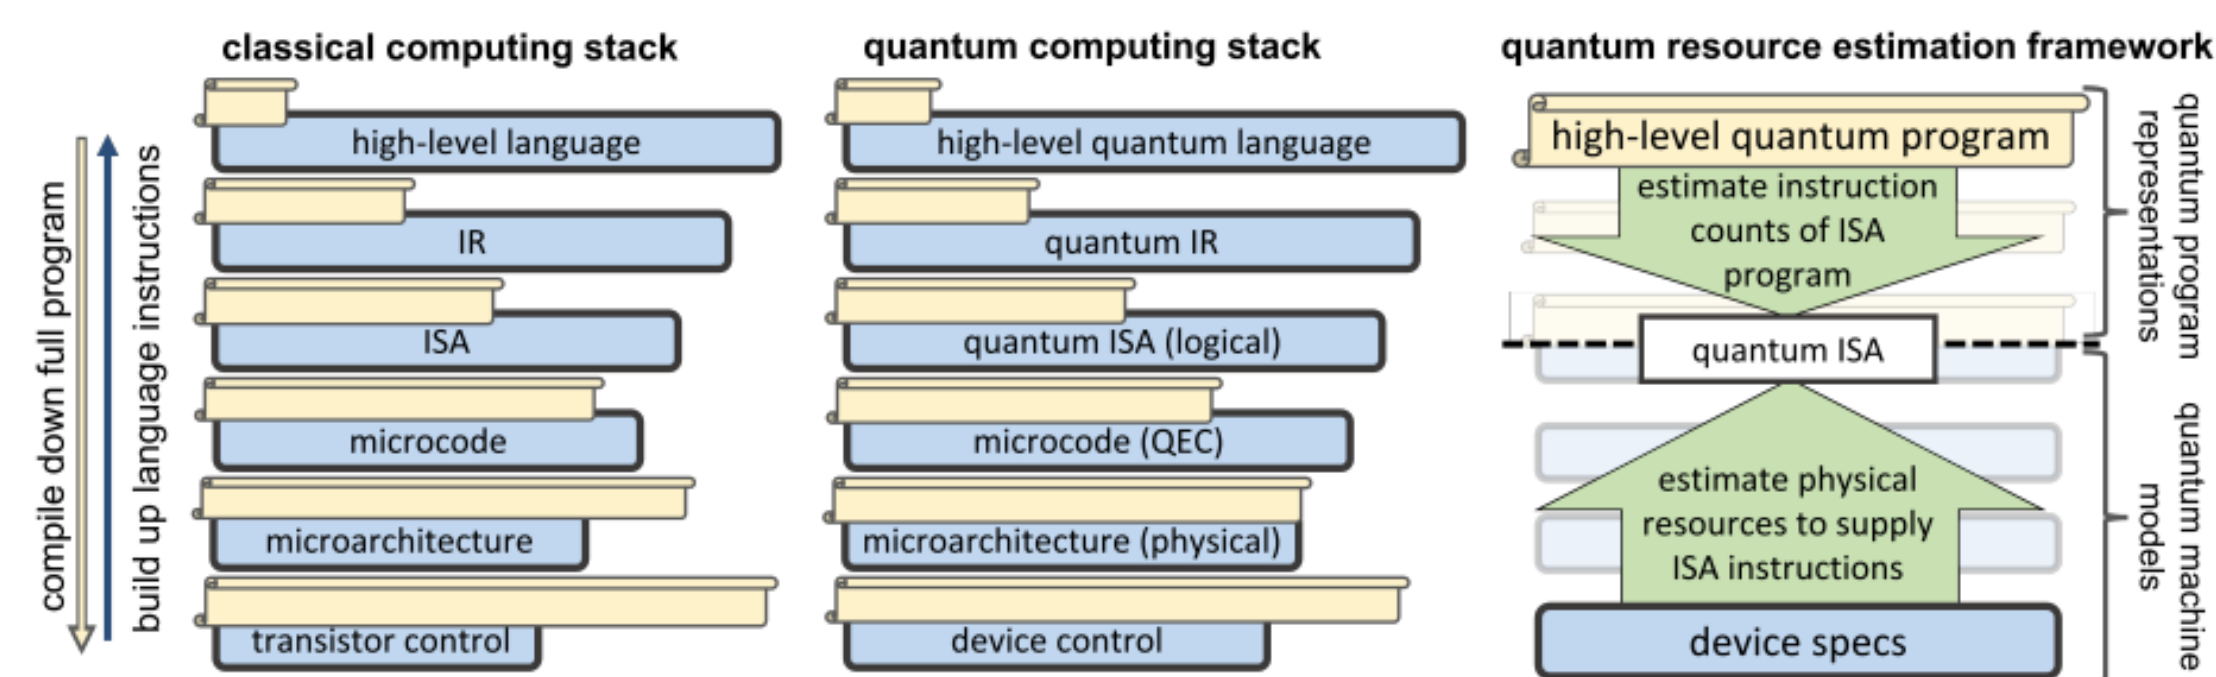 classical computing stack
quantum computing stack
quantum resource estimation framework
compile down full program
build up language instructions
high-level language
IR
ISA
microcode
microarchitecture
transistor control
high-level quantum language
quantum IR
quantum ISA (logical)
microcode (QEC)
microarchitecture (physical)
device control
high-level quantum program
estimate instruction
counts of ISA
program
quantum ISA
estimate physical
resources to supply
ISA instructions
device specs
quantum program
representations
quantum machine
models